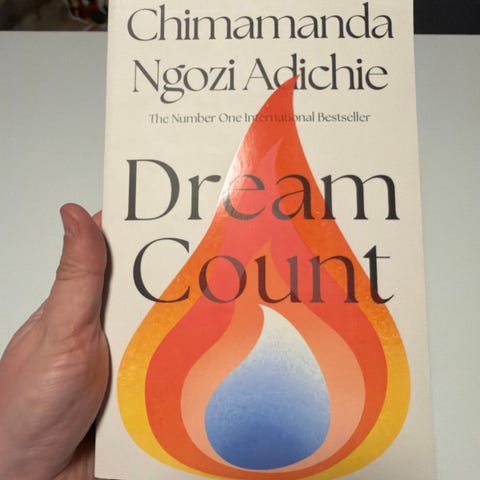 Chimamanda
Ngozi Adichie
The Number One International Bestseller
Dream
Count